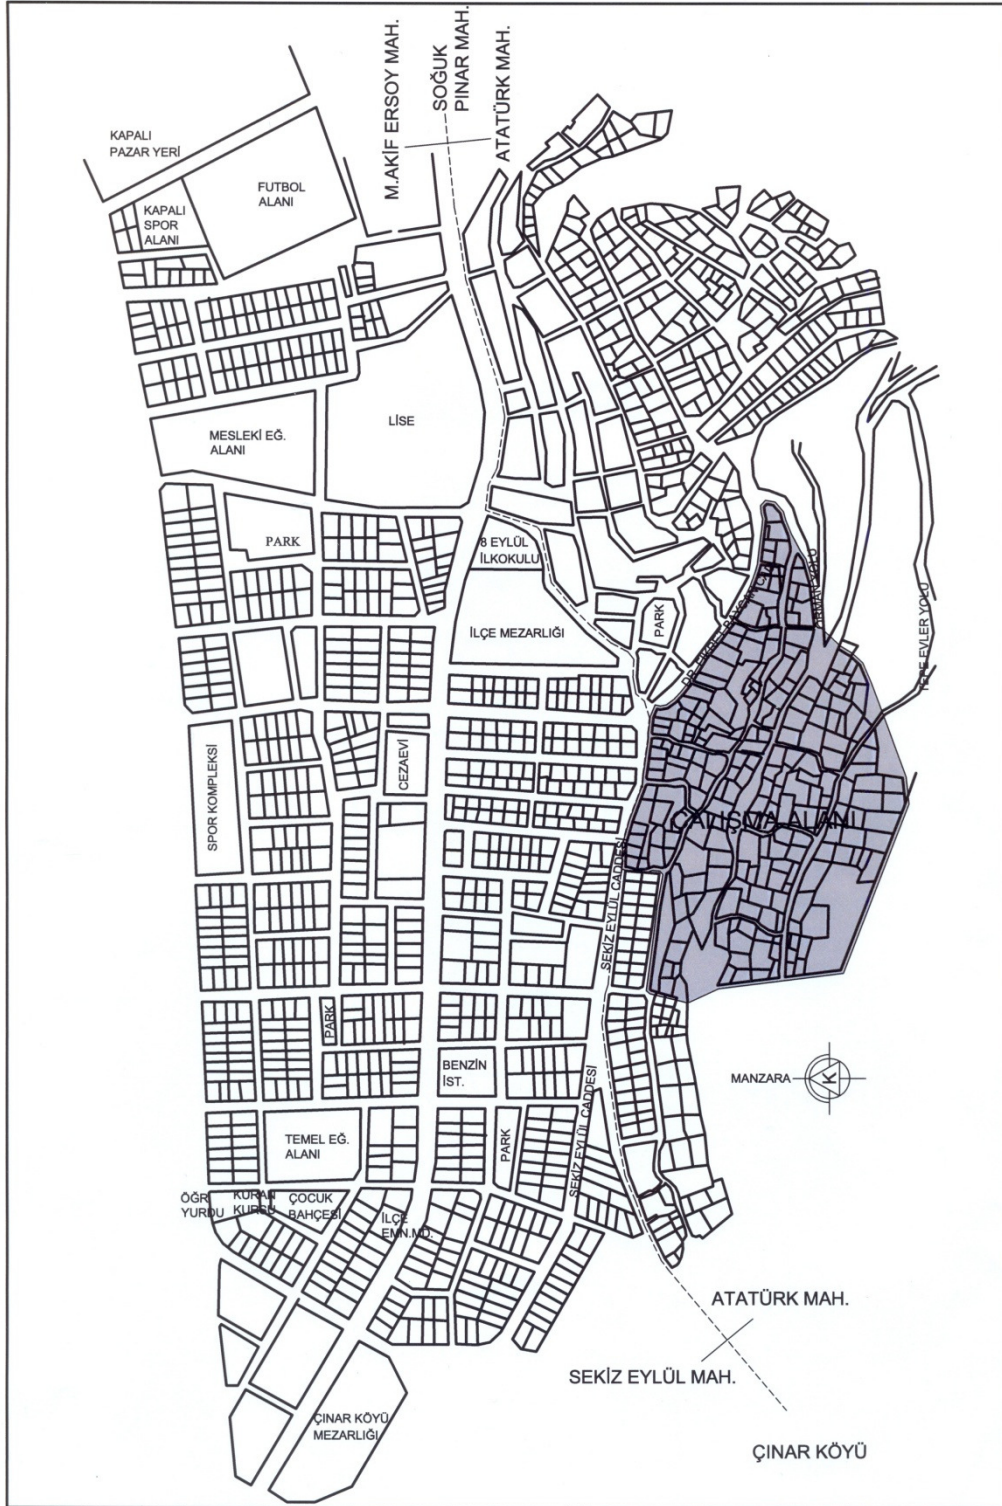 M.AKİF ERSOY MAH.
SOĞUK
PINAR MAH.
ATATÜRK MAH.
KAPALI
PAZAR YERİ
FUTBOL
ALANI
KAPALI
SPOR
ALANI
LİSE
MESLEKİ EĞ.
ALANI
PARK
8 EYLÜL
İLKOKULU
İLÇE MEZARLIĞI
PARK
ORMAN YOLU
TEPE EVLER YOLU
SPOR KOMPLEKSİ
CEZAEVİ
ÇALIŞMA ALANI
SEKİZ EYLÜL CADDESİ
PARK
BENZİN
İST.
MANZARA
K
SEKİZ EYLÜL CADDESİ
TEMEL EĞ.
ALANI
PARK
ÖĞR
YURDU
KURAN
KURSU
ÇOCUK
BAHÇESİ
İLÇE
EMN.MD.
ATATÜRK MAH.
SEKİZ EYLÜL MAH.
ÇINAR KÖYÜ
MEZARLIĞI
ÇINAR KÖYÜ